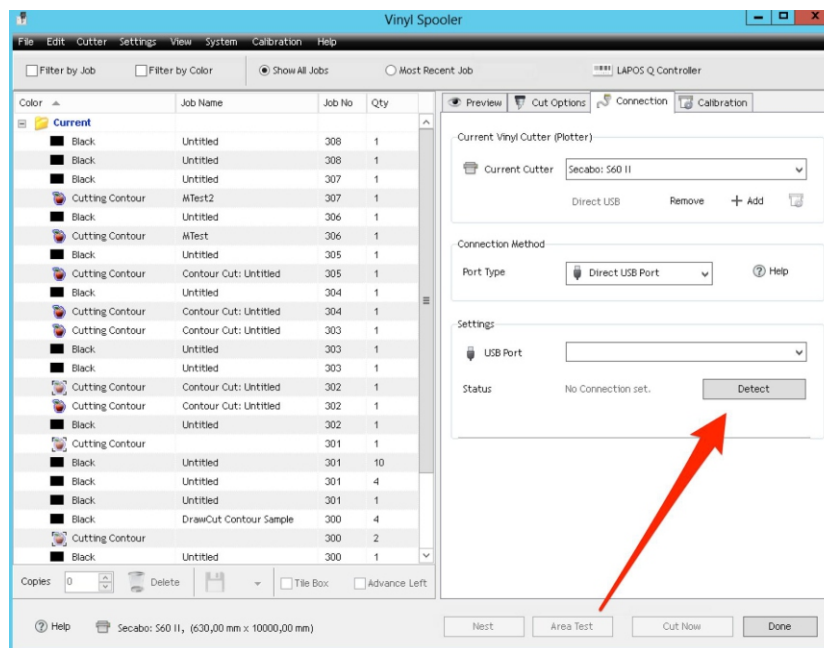 Vinyl Spooler
File Edit Cutter Settings View System Calibration Help
Filter by Job Filter by Color Show All Jobs Most Recent Job LAPOS Q Controller
Color Job Name Job No Qty
Current
Black Untitled 308 1
Black Untitled 308 1
Black Untitled 307 1
Cutting Contour MTest2 307 1
Black Untitled 306 1
Cutting Contour MTest 306 1
Black Untitled 305 1
Cutting Contour Contour Cut: Untitled 305 1
Black Untitled 304 1
Cutting Contour Contour Cut: Untitled 304 1
Cutting Contour Contour Cut: Untitled 303 1
Black Untitled 303 1
Black Untitled 303 1
Cutting Contour Contour Cut: Untitled 302 1
Cutting Contour Contour Cut: Untitled 302 1
Black Untitled 302 1
Cutting Contour 301 1
Black Untitled 301 10
Black Untitled 301 4
Black Untitled 301 1
Black DrawCut Contour Sample 300 4
Cutting Contour 300 2
Black Untitled 300 1
Copies 0 Delete Tile Box Advance Left
Help Secabo: S60 II, (630,00 mm x 10000,00 mm)
Preview Cut Options Connection Calibration
Current Vinyl Cutter (Plotter)
Current Cutter Secabo: S60 II
Direct USB Remove Add
Connection Method
Port Type Direct USB Port Help
Settings
USB Port
Status No Connection set. Detect
Nest Area Test Cut Now Done